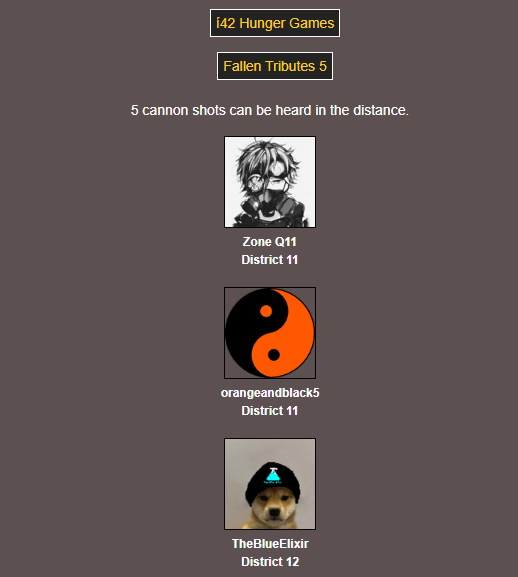 í42 Hunger Games
Fallen Tributes 5
5 cannon shots can be heard in the distance.
Zone Q11
District 11
orangeandblack5
District 11
TheBlueElixir
District 12